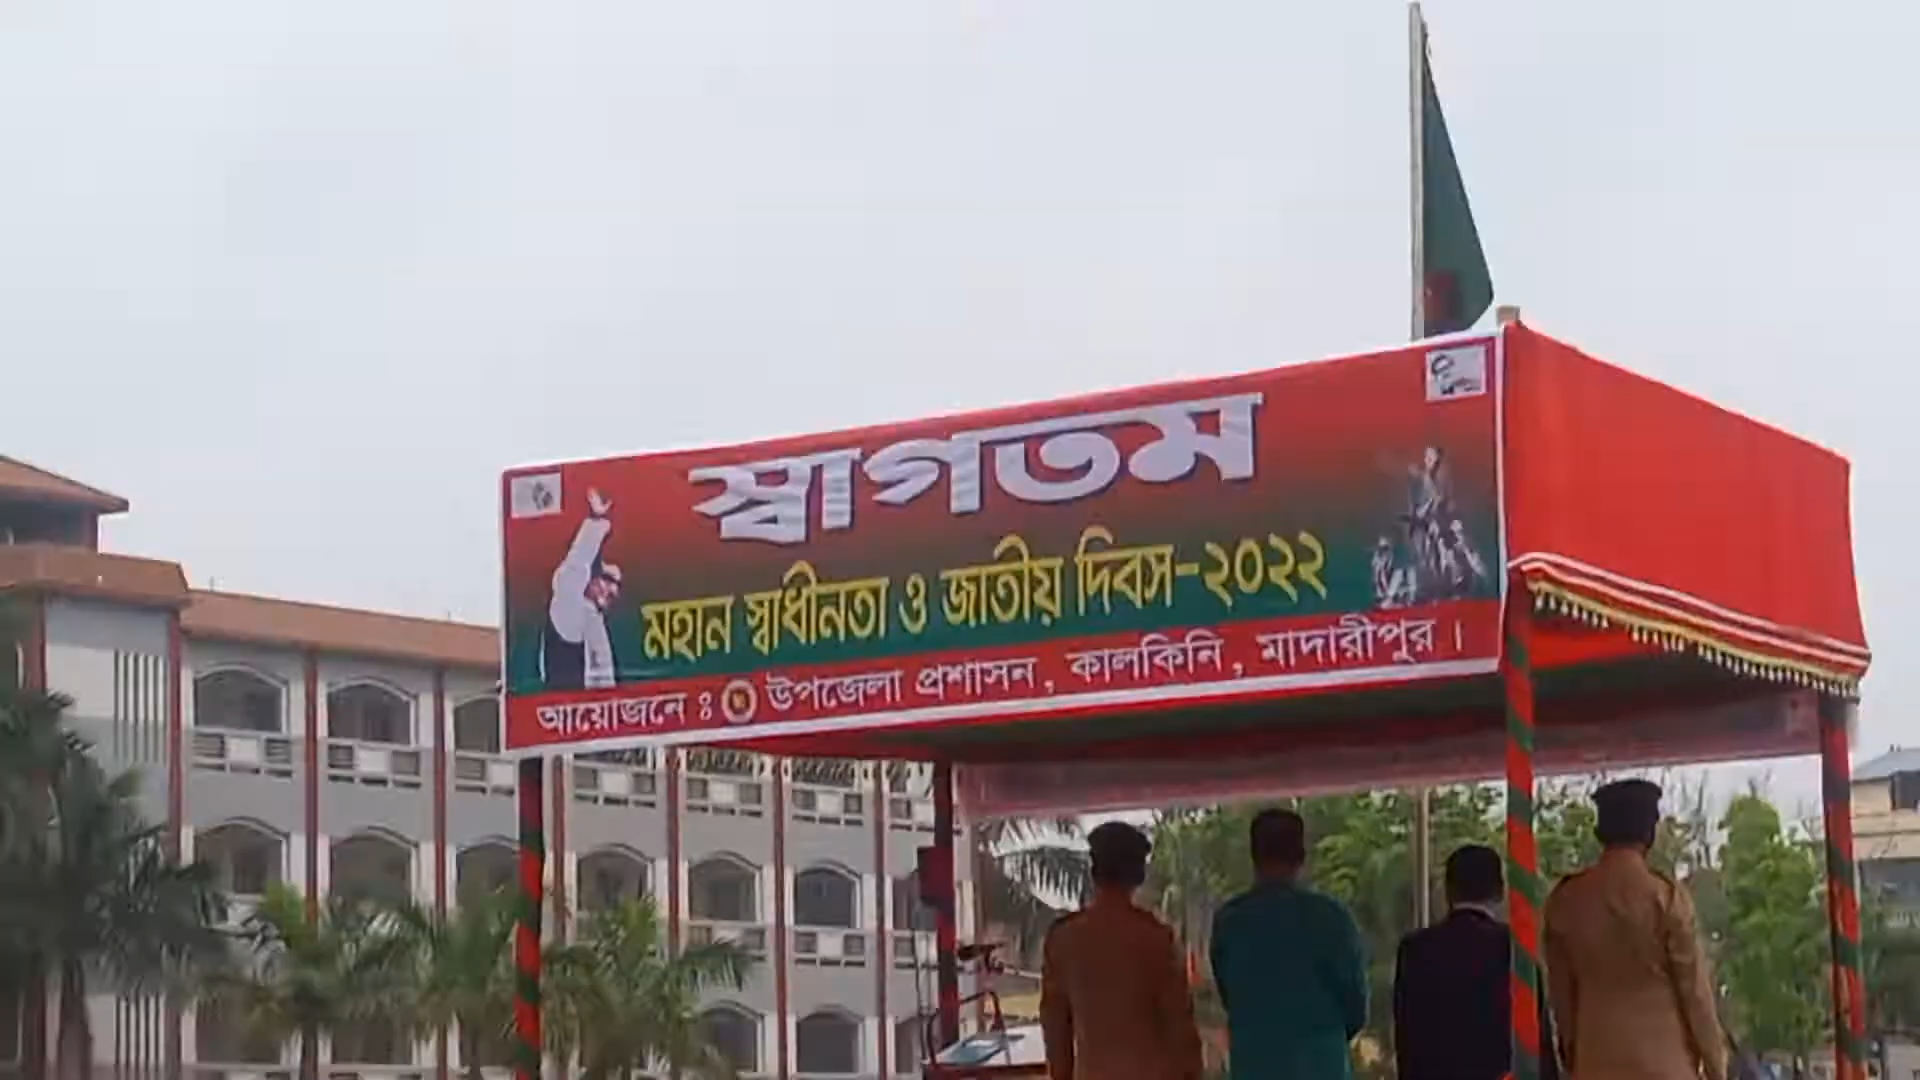 স্বাগতম
মহান স্বাধীনতা ও জাতীয় দিবস-২০২২
আয়োজনে ঃ উপজেলা প্রশাসন, কালকিনি, মাদারীপুর।